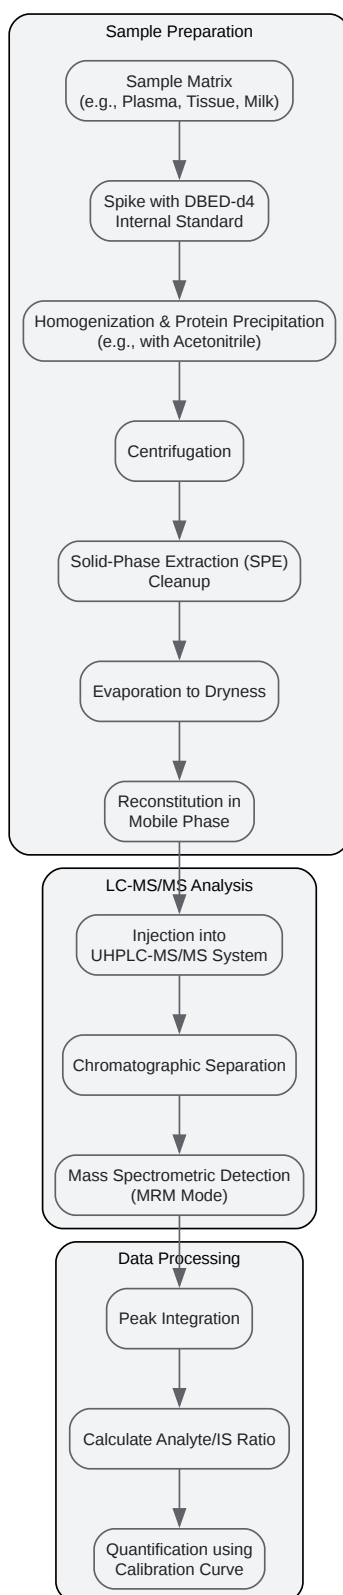 Sample Preparation
Sample Matrix
(e.g., Plasma, Tissue, Milk)
Spike with DBED-d4
Internal Standard
Homogenization & Protein Precipitation
(e.g., with Acetonitrile)
Centrifugation
Solid-Phase Extraction (SPE)
Cleanup
Evaporation to Dryness
Reconstitution in
Mobile Phase
LC-MS/MS Analysis
Injection into
UHPLC-MS/MS System
Chromatographic Separation
Mass Spectrometric Detection
(MRM Mode)
Data Processing
Peak Integration
Calculate Analyte/IS Ratio
Quantification using
Calibration Curve